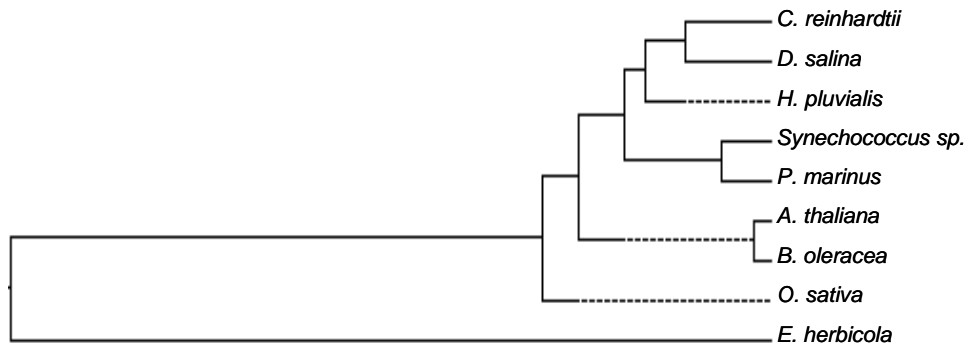 C. reinhardtii
D. salina
H. pluvialis
Synechococcus sp.
P. marinus
A. thaliana
B. oleracea
O. sativa
E. herbicola